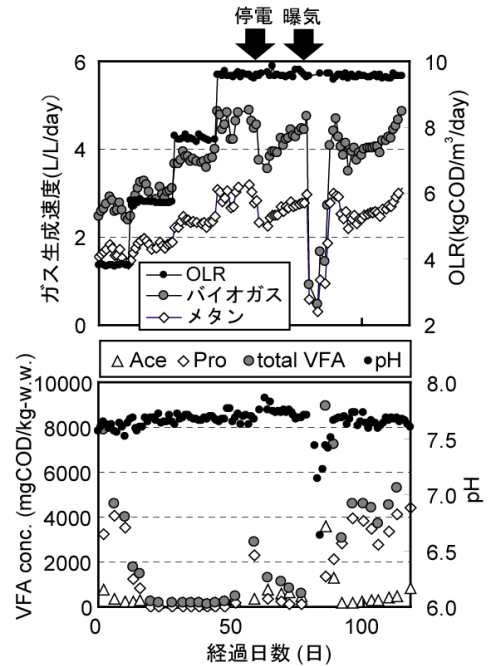 停電 曝気
6 10
4 8
2 6
0 4
2
ガス生成速度(L/L/day)
OLR(kgCOD/m³/day)
OLR
バイオガス
メタン
Ace Pro total VFA pH
10000 8.0
8000 7.5
6000 7.0
4000 6.5
2000 6.0
0
VFA conc. (mgCOD/kg-w.w.)
pH
0 50 100
経過日数 (日)